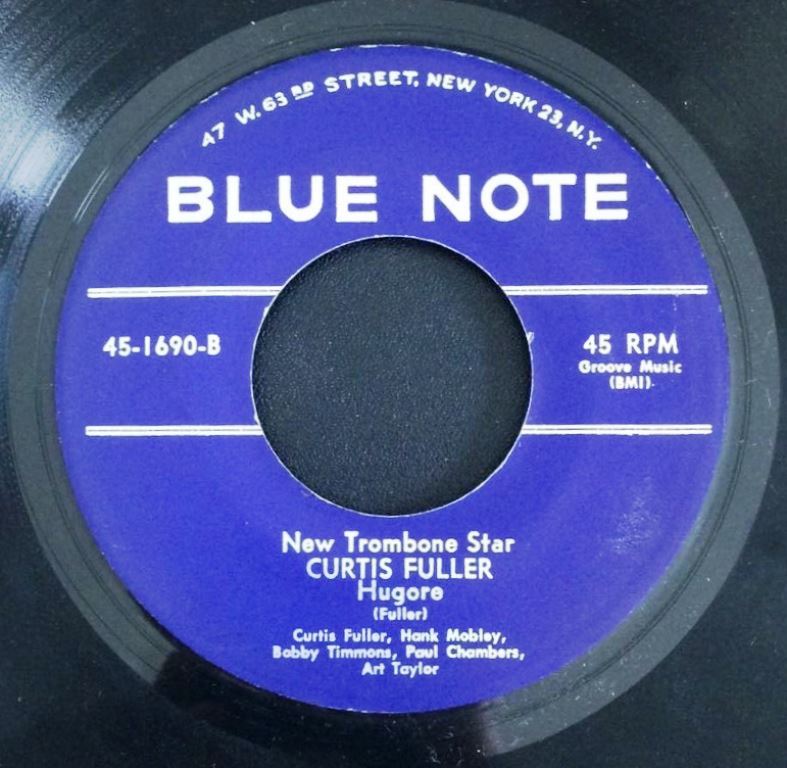 47 W. 63RD STREET, NEW YORK 23, N.Y.
BLUE NOTE
45-1690-B
45 RPM
Groove Music
(BMI)
New Trombone Star
CURTIS FULLER
Hugore
(Fuller)
Curtis Fuller, Hank Mobley,
Bobby Timmons, Paul Chambers,
Art Taylor